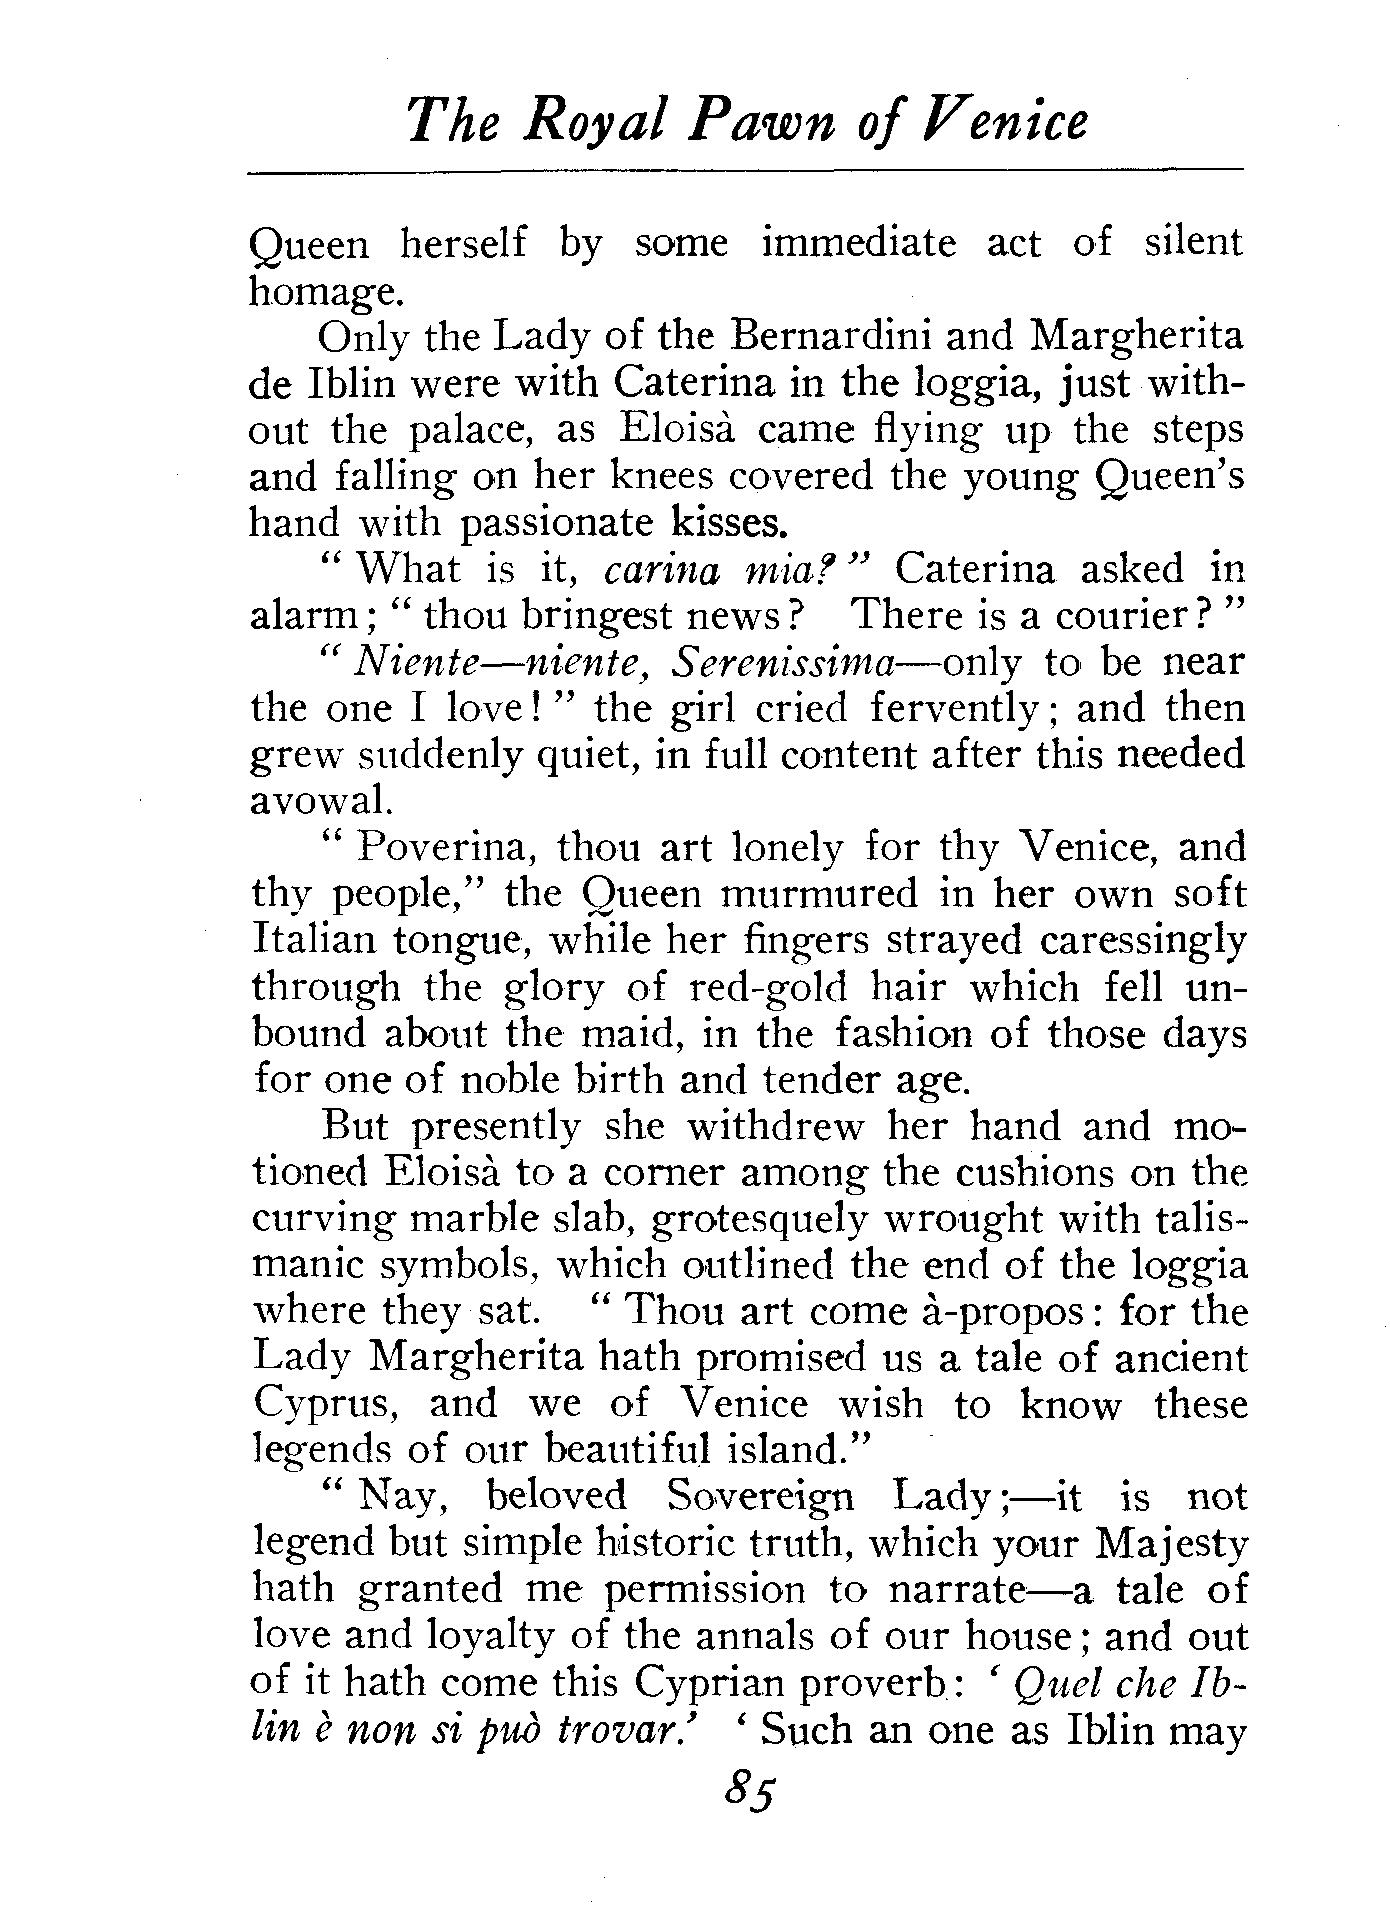 The Royal Pawn of Venice
Queen herself by some immediate act of silent
homage.
Only the Lady of the Bernardini and Margherita
de Iblin were with Caterina in the loggia, just with-
out the palace, as Eloisà came flying up the steps
and falling on her knees covered the young Queen's
hand with passionate kisses.
" What is it, carina mia? " Caterina asked in
alarm ; " thou bringest news ? There is a courier ? "
" Niente—niente, Serenissima—only to be near
the one I love ! " the girl cried fervently ; and then
grew suddenly quiet, in full content after this needed
avowal.
" Poverina, thou art lonely for thy Venice, and
thy people," the Queen murmured in her own soft
Italian tongue, while her fingers strayed caressingly
through the glory of red-gold hair which fell un-
bound about the maid, in the fashion of those days
for one of noble birth and tender age.
But presently she withdrew her hand and mo-
tioned Eloisà to a corner among the cushions on the
curving marble slab, grotesquely wrought with talis-
manic symbols, which outlined the end of the loggia
where they sat. " Thou art come à-propos : for the
Lady Margherita hath promised us a tale of ancient
Cyprus, and we of Venice wish to know these
legends of our beautiful island."
" Nay, beloved Sovereign Lady ;—it is not
legend but simple historic truth, which your Majesty
hath granted me permission to narrate—a tale of
love and loyalty of the annals of our house ; and out
of it hath come this Cyprian proverb : ' Quel che Ib-
lin è non si può trovar.' ' Such an one as Iblin may
85